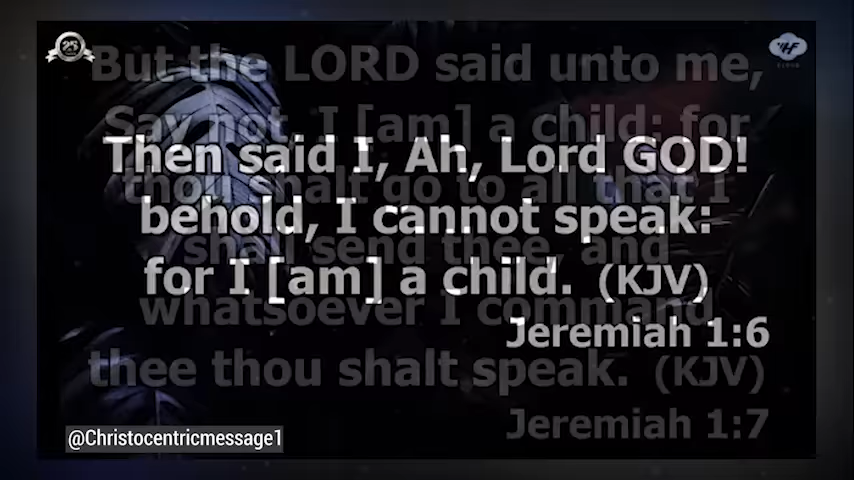 25
HF
But the LORD said unto me,
Say not, I [am] a child: for
thou shalt go to all that I
shall send thee, and
whatsoever I command
thee thou shalt speak. (KJV)
Jeremiah 1:7
Then said I, Ah, Lord GOD!
behold, I cannot speak:
for I [am] a child. (KJV)
Jeremiah 1:6
@Christocentricmessage1